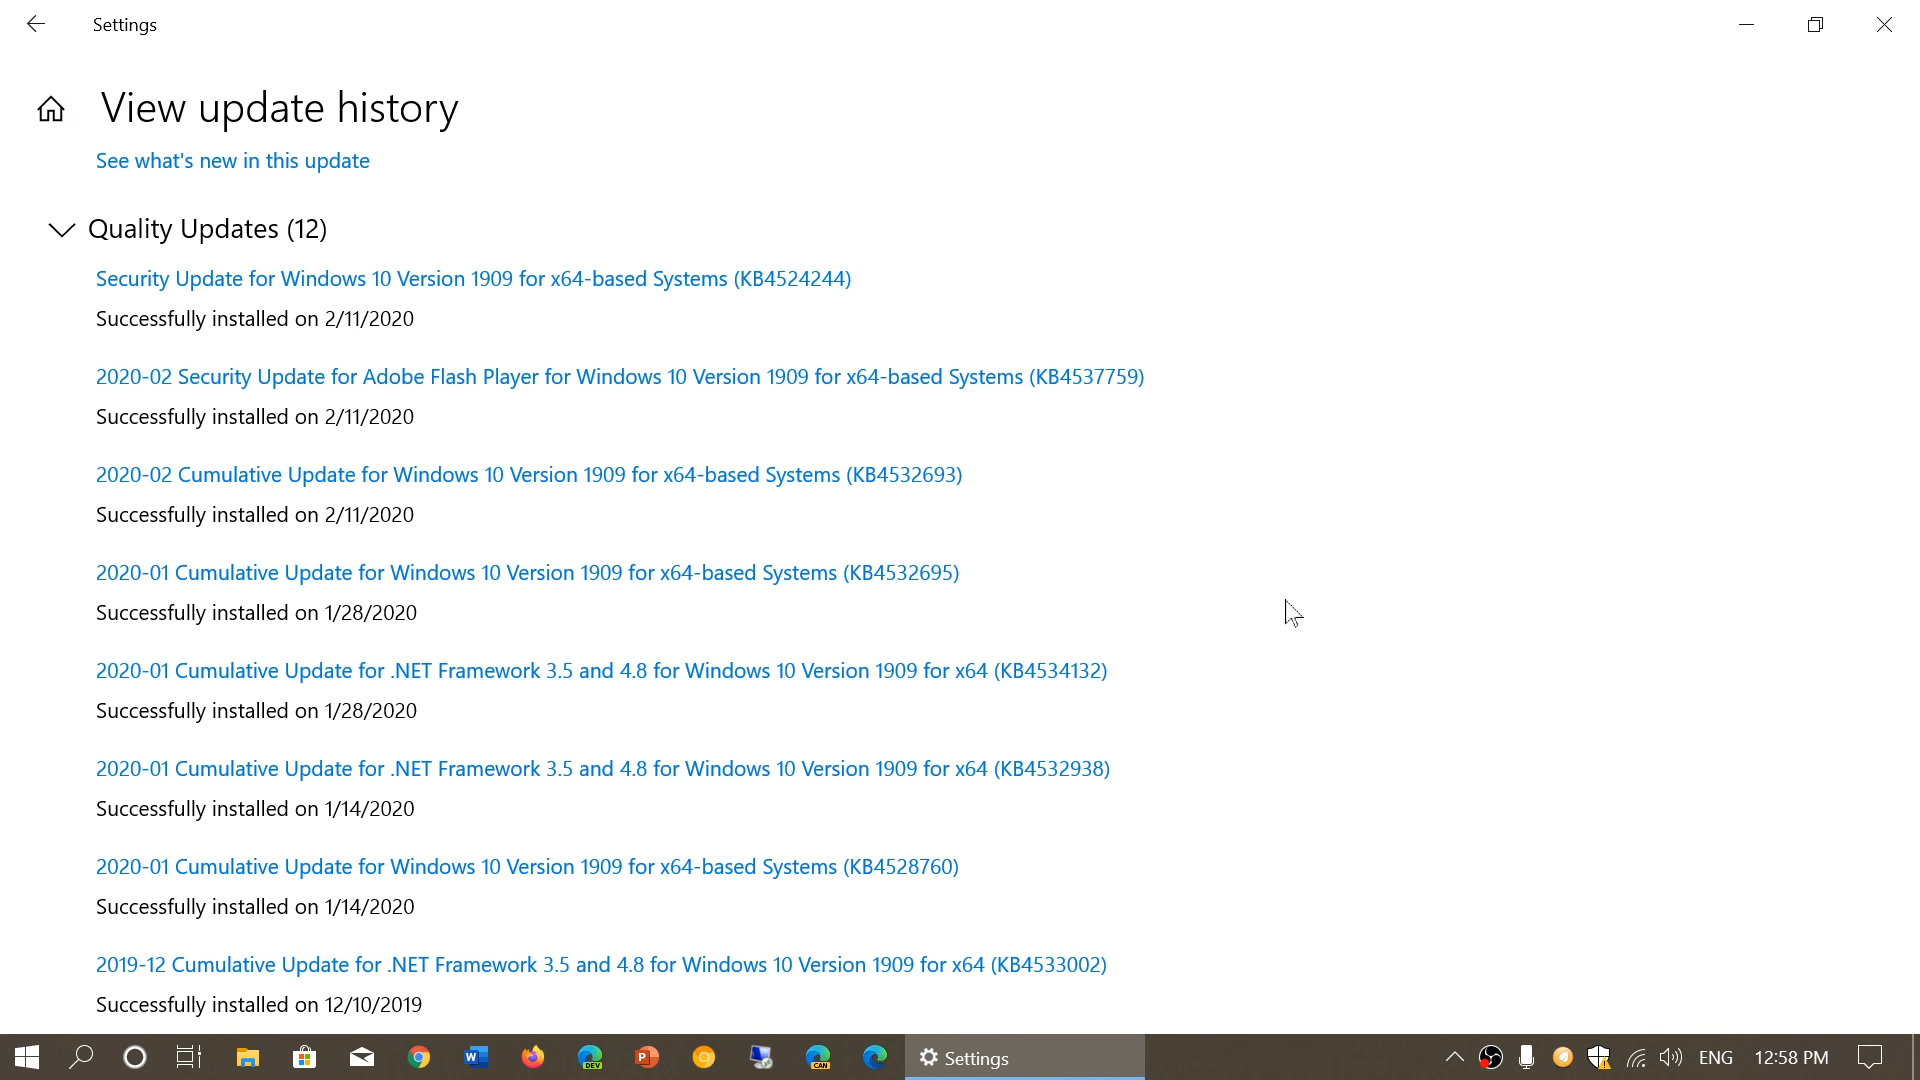 Settings
View update history
See what's new in this update
Quality Updates (12)
Security Update for Windows 10 Version 1909 for x64-based Systems (KB4524244)
Successfully installed on 2/11/2020
2020-02 Security Update for Adobe Flash Player for Windows 10 Version 1909 for x64-based Systems (KB4537759)
Successfully installed on 2/11/2020
2020-02 Cumulative Update for Windows 10 Version 1909 for x64-based Systems (KB4532693)
Successfully installed on 2/11/2020
2020-01 Cumulative Update for Windows 10 Version 1909 for x64-based Systems (KB4532695)
Successfully installed on 1/28/2020
2020-01 Cumulative Update for .NET Framework 3.5 and 4.8 for Windows 10 Version 1909 for x64 (KB4534132)
Successfully installed on 1/28/2020
2020-01 Cumulative Update for .NET Framework 3.5 and 4.8 for Windows 10 Version 1909 for x64 (KB4532938)
Successfully installed on 1/14/2020
2020-01 Cumulative Update for Windows 10 Version 1909 for x64-based Systems (KB4528760)
Successfully installed on 1/14/2020
2019-12 Cumulative Update for .NET Framework 3.5 and 4.8 for Windows 10 Version 1909 for x64 (KB4533002)
Successfully installed on 12/10/2019
W DEV P CAN Settings ENG 12:58 PM